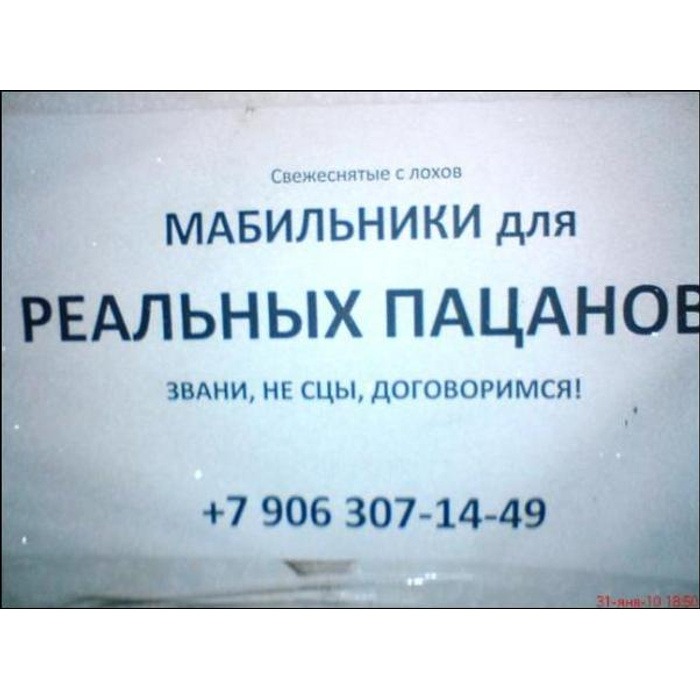 Свежеснятые с лохов
МАБИЛЬНИКИ для
РЕАЛЬНЫХ ПАЦАНОВ
ЗВАНИ, НЕ СЦЫ, ДОГОВОРИМСЯ!
+7 906 307-14-49
31-янв-10 18:50